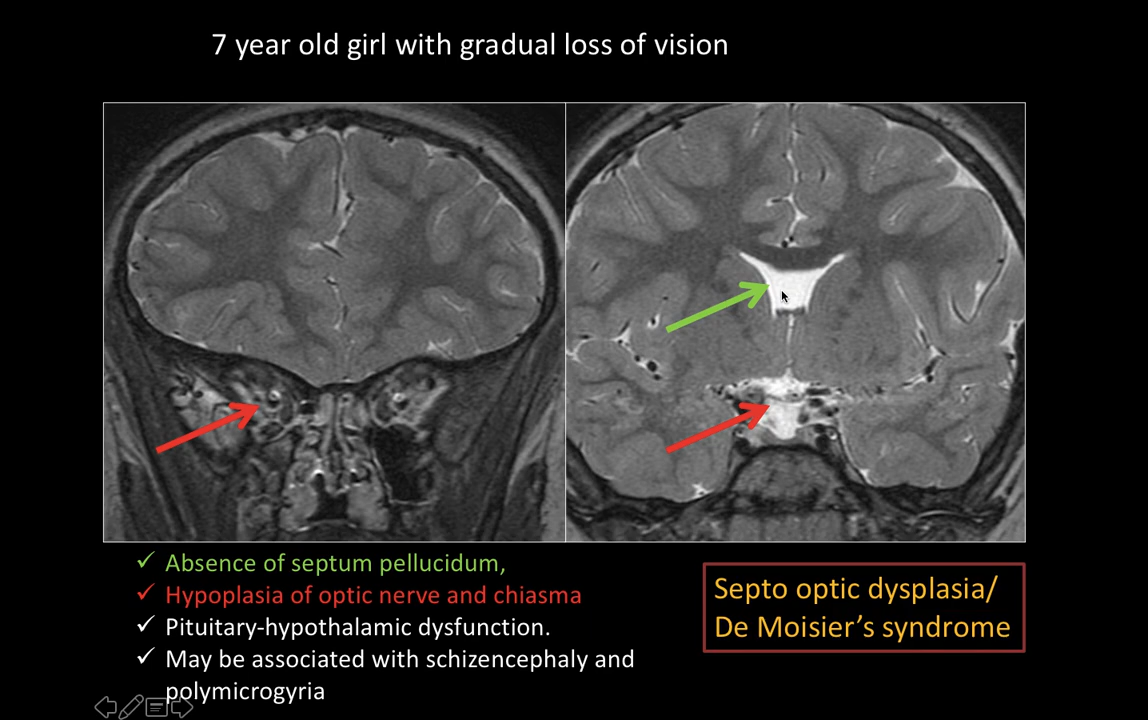 7 year old girl with gradual loss of vision
✓ Absence of septum pellucidum,
✓ Hypoplasia of optic nerve and chiasma
✓ Pituitary-hypothalamic dysfunction.
✓ May be associated with schizencephaly and
polymicrogyria
Septo optic dysplasia/
De Moisier’s syndrome